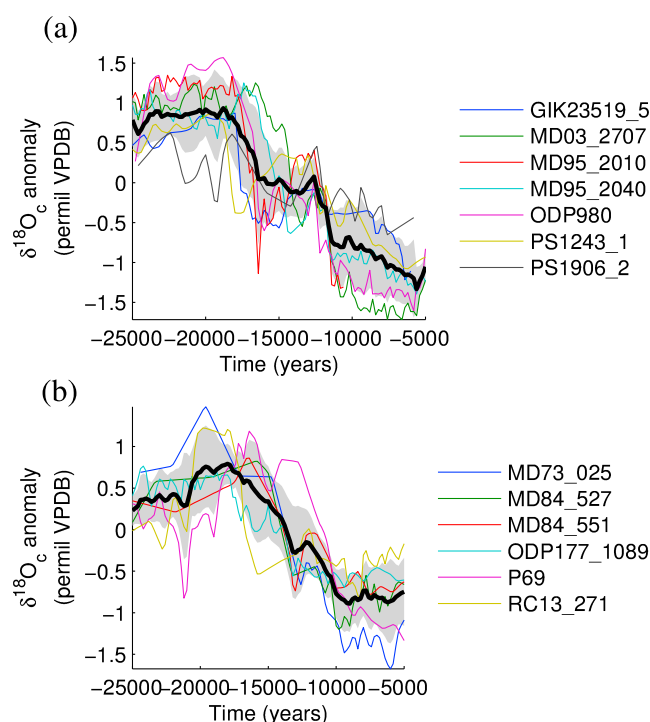 (a)
1.5
1
0.5
0
−0.5
−1
−1.5
δ18Oc anomaly
(permil VPDB)
−25000 −20000 −15000 −10000 −5000
Time (years)
GIK23519_5
MD03_2707
MD95_2010
MD95_2040
ODP980
PS1243_1
PS1906_2
(b)
1
0.5
0
−0.5
−1
−1.5
δ18Oc anomaly
(permil VPDB)
−25000 −20000 −15000 −10000 −5000
Time (years)
MD73_025
MD84_527
MD84_551
ODP177_1089
P69
RC13_271